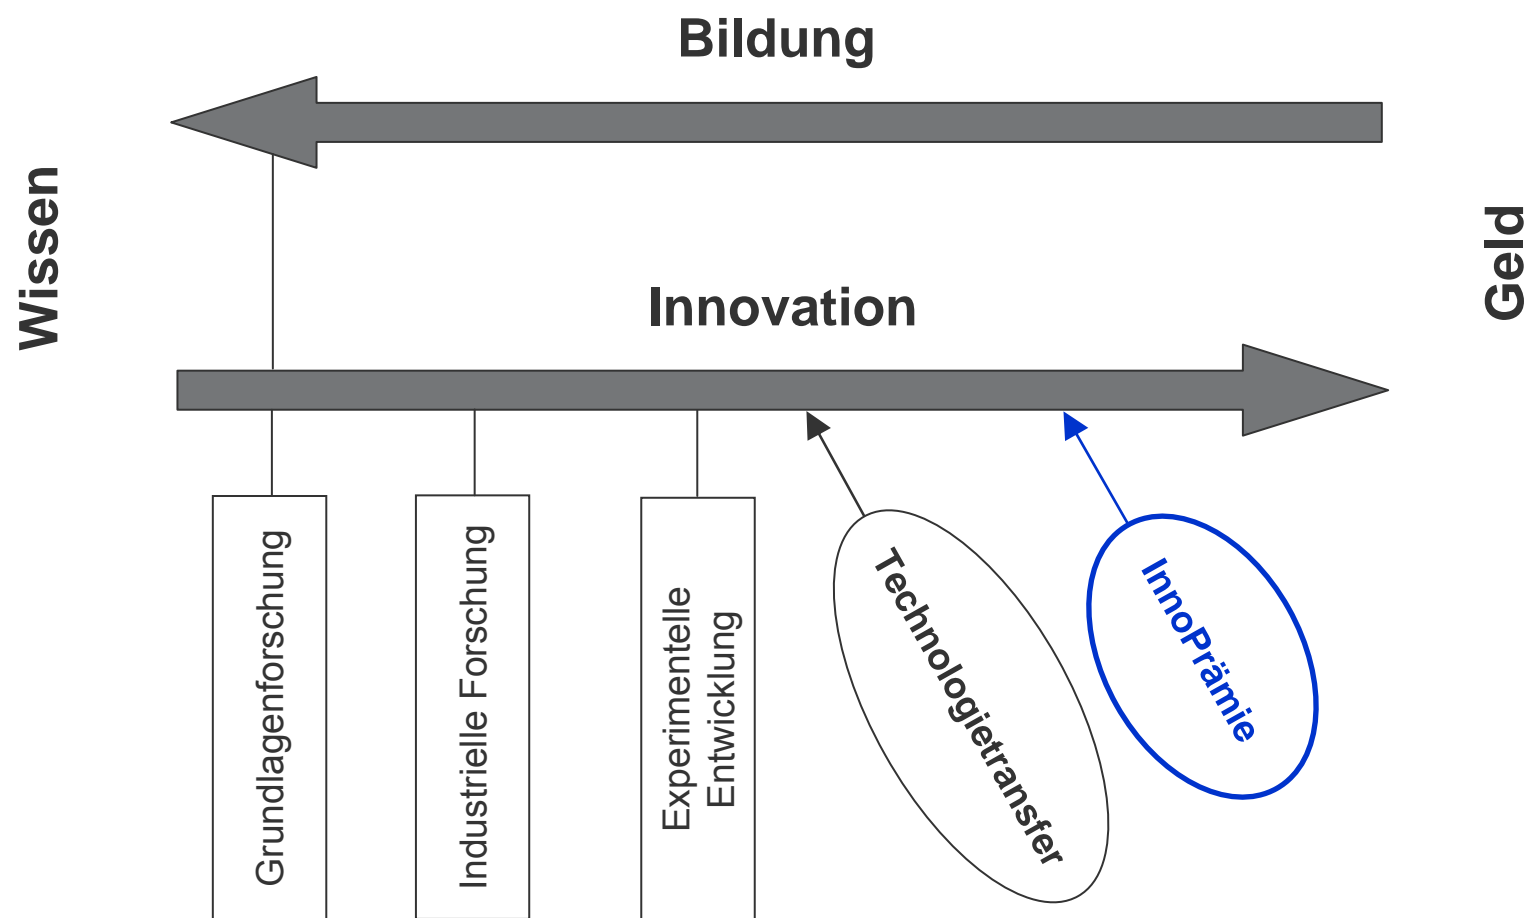 Bildung
Wissen
Geld
Innovation
Grundlagenforschung
Industrielle Forschung
Experimentelle
Entwicklung
Technologietransfer
InnoPrämie